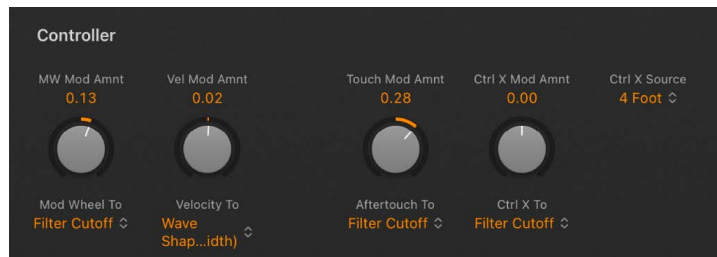 Controller
MW Mod Amnt
Vel Mod Amnt
Touch Mod Amnt
Ctrl X Mod Amnt
Ctrl X Source
0.13
0.02
0.28
0.00
4 Foot
Mod Wheel To
Velocity To
Aftertouch To
Ctrl X To
Filter Cutoff
Wave
Shap...idth)
Filter Cutoff
Filter Cutoff